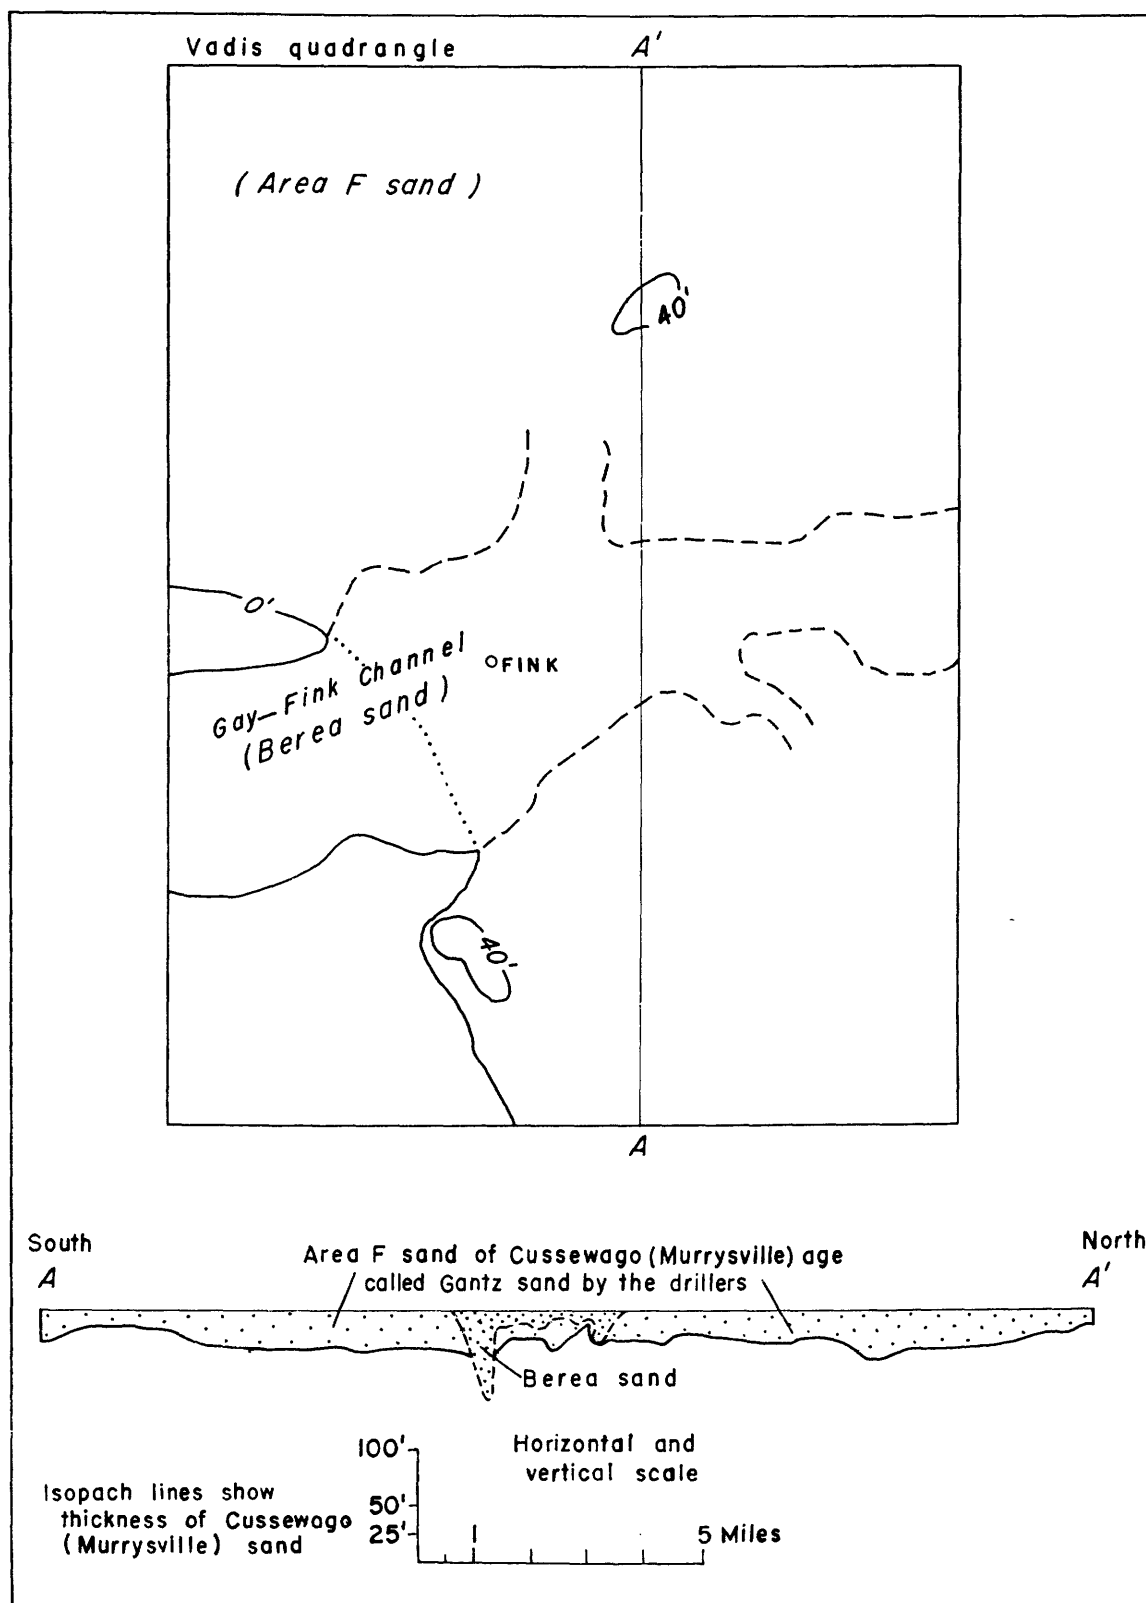 Vadis quadrangle
A'
(Area F sand)
40'
0'
Gay–Fink Channel
(Berea sand)
FINK
40'
A
South
A
North
A'
Area F sand of Cussewago (Murrysville) age
called Gantz sand by the drillers
Berea sand
100'
50'
25'
Horizontal and
vertical scale
1
5 Miles
Isopach lines show
thickness of Cussewago
(Murrysville) sand